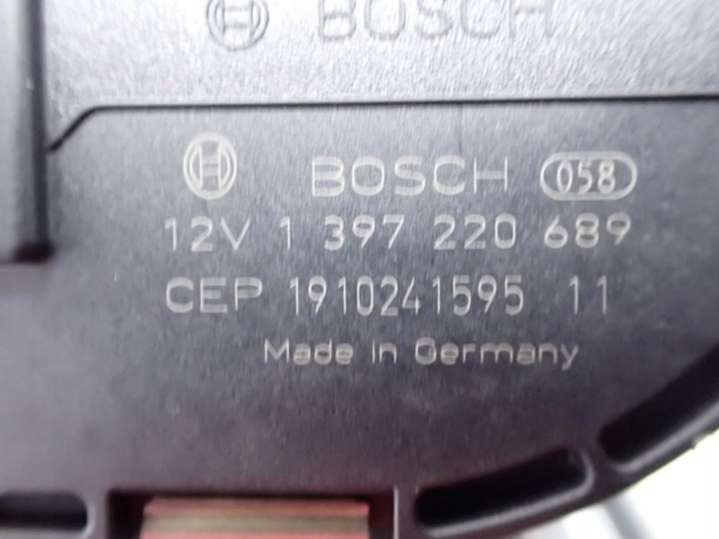 BOSCH
BOSCH 058
12V 1 397 220 689
CEP 1910241595 11
Made in Germany